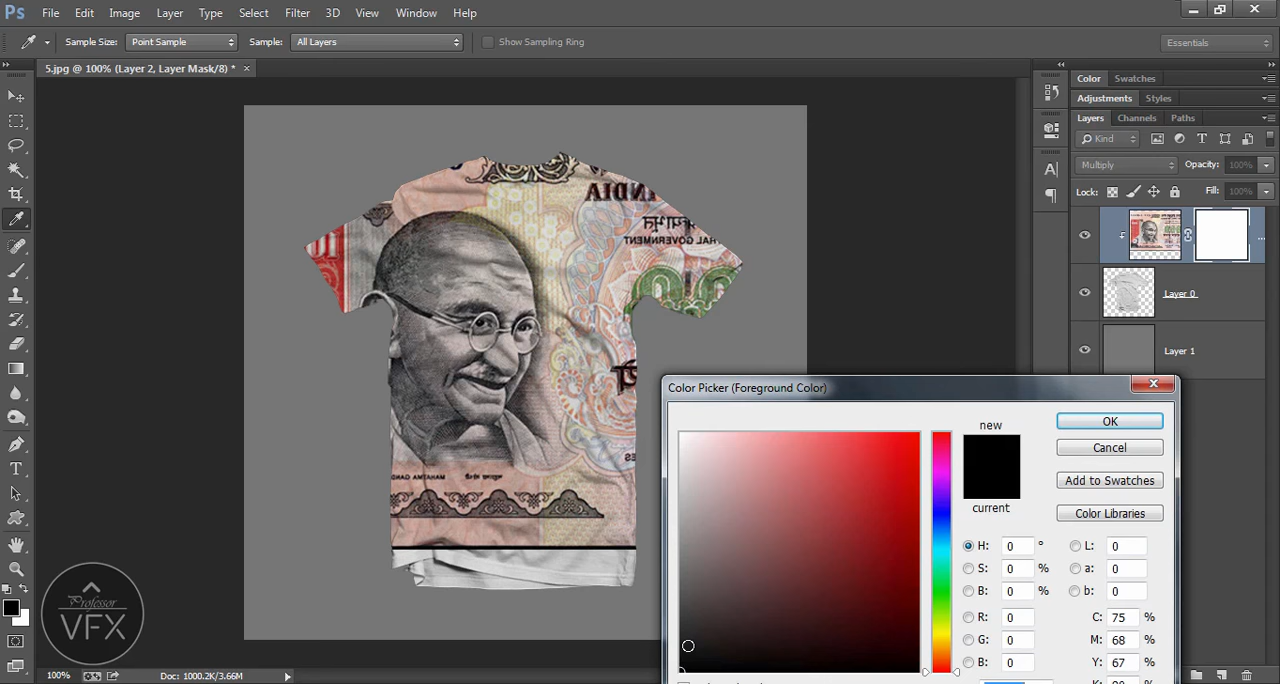 Ps File Edit Image Layer Type Select Filter 3D View Window Help
Sample Size: Point Sample Sample: All Layers Show Sampling Ring Essentials
5.jpg @ 100% (Layer 2, Layer Mask/8) * ×
Color Swatches
Adjustments Styles
Layers Channels Paths
Kind
Multiply Opacity: 100%
Lock: Fill: 100%
Layer 0
Layer 1
INDIA
GOVERNMENT
MAHATMA GANDHI
Color Picker (Foreground Color)
new
current
OK
Cancel
Add to Swatches
Color Libraries
H: 0 ° L: 0
S: 0 % a: 0
B: 0 % b: 0
R: 0 C: 75 %
G: 0 M: 68 %
B: 0 Y: 67 %
Professor
VFX
100% Doc: 1000.2K/3.66M